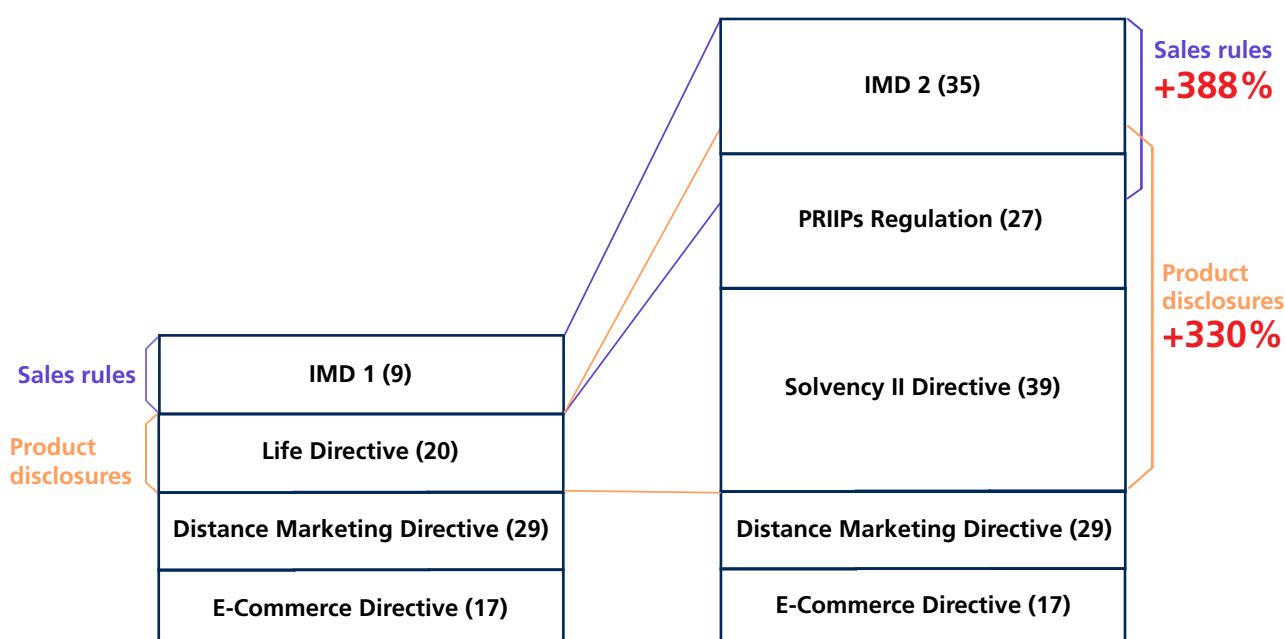 IMD 2 (35)
Sales rules
+388%
PRIIPs Regulation (27)
Product
disclosures
+330%
Solvency II Directive (39)
Sales rules
IMD 1 (9)
Product
disclosures
Life Directive (20)
Distance Marketing Directive (29)
Distance Marketing Directive (29)
E-Commerce Directive (17)
E-Commerce Directive (17)